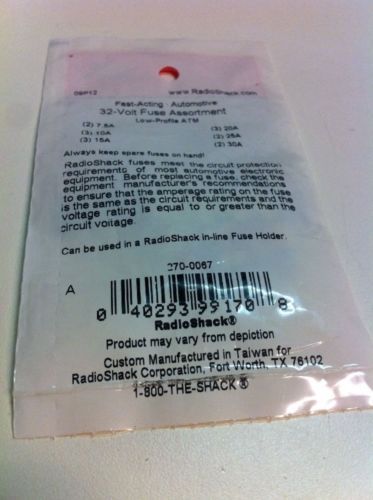 09F12 www.RadioShack.com
Fast-Acting Automotive
32-Volt Fuse Assortment
Low-Profile ATM
(2) 7.5A (3) 20A
(3) 10A (2) 25A
(3) 15A (2) 30A
Always keep spare fuses on hand!
RadioShack fuses meet the circuit protection
requirements of most automotive electronic
equipment. Before replacing a fuse, check the
equipment manufacturer's recommendations
to ensure that the amperage rating on the fuse
is the same as the circuit requirements and the
voltage rating is equal to or greater than the
circuit voltage.
Can be used in a RadioShack in-line Fuse Holder.
270-0067
A
0 40293 99170 8
RadioShack®
Product may vary from depiction
Custom Manufactured in Taiwan for
RadioShack Corporation, Fort Worth, TX 76102
1-800-THE-SHACK ®